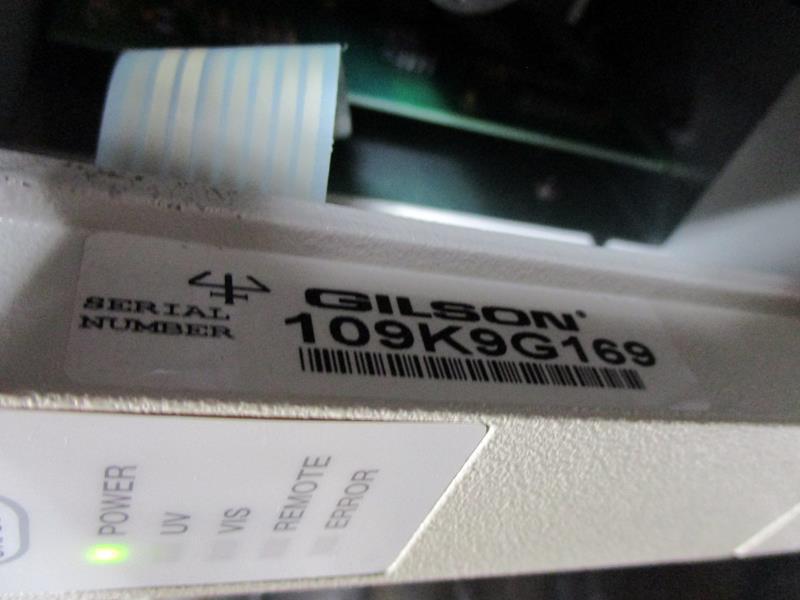 GILSON®
SERIAL
NUMBER
109K9G169
POWER
UV
VIS
REMOTE
ERROR